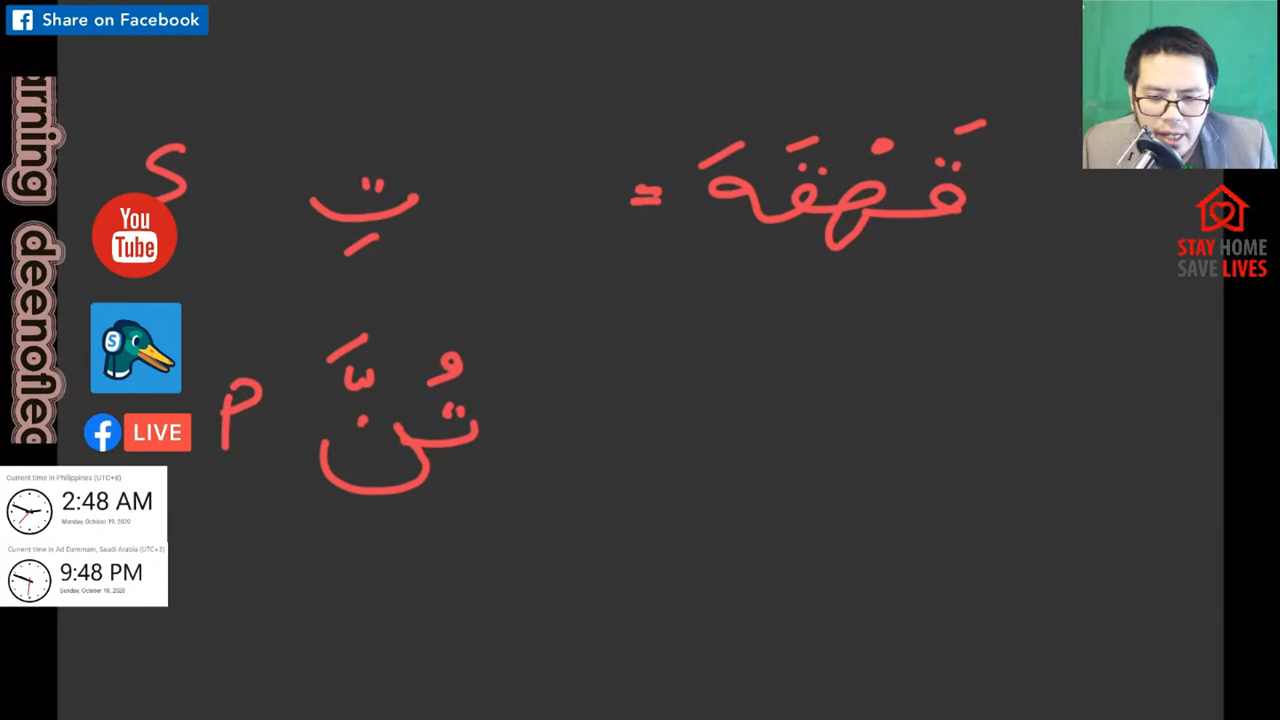 Share on Facebook
arning deenofled
S تِ = قَهْقَهَ
You
Tube
P تُنَّ
LIVE
STAY HOME
SAVE LIVES
Current time in Philippines (UTC+8)
2:48 AM
Monday, October 19, 2020
Current time in Ad Dammam, Saudi Arabia (UTC+3)
9:48 PM
Sunday, October 18, 2020